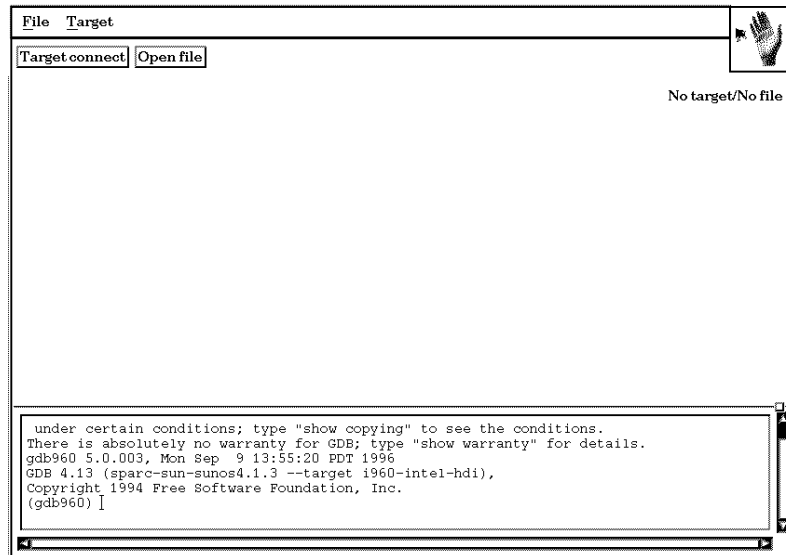 File Target
Target connect Open file
No target/No file
under certain conditions; type "show copying" to see the conditions.
There is absolutely no warranty for GDB; type "show warranty" for details.
gdb960 5.0.003, Mon Sep  9 13:55:20 PDT 1996
GDB 4.13 (sparc-sun-sunos4.1.3 --target i960-intel-hdi),
Copyright 1994 Free Software Foundation, Inc.
(gdb960)